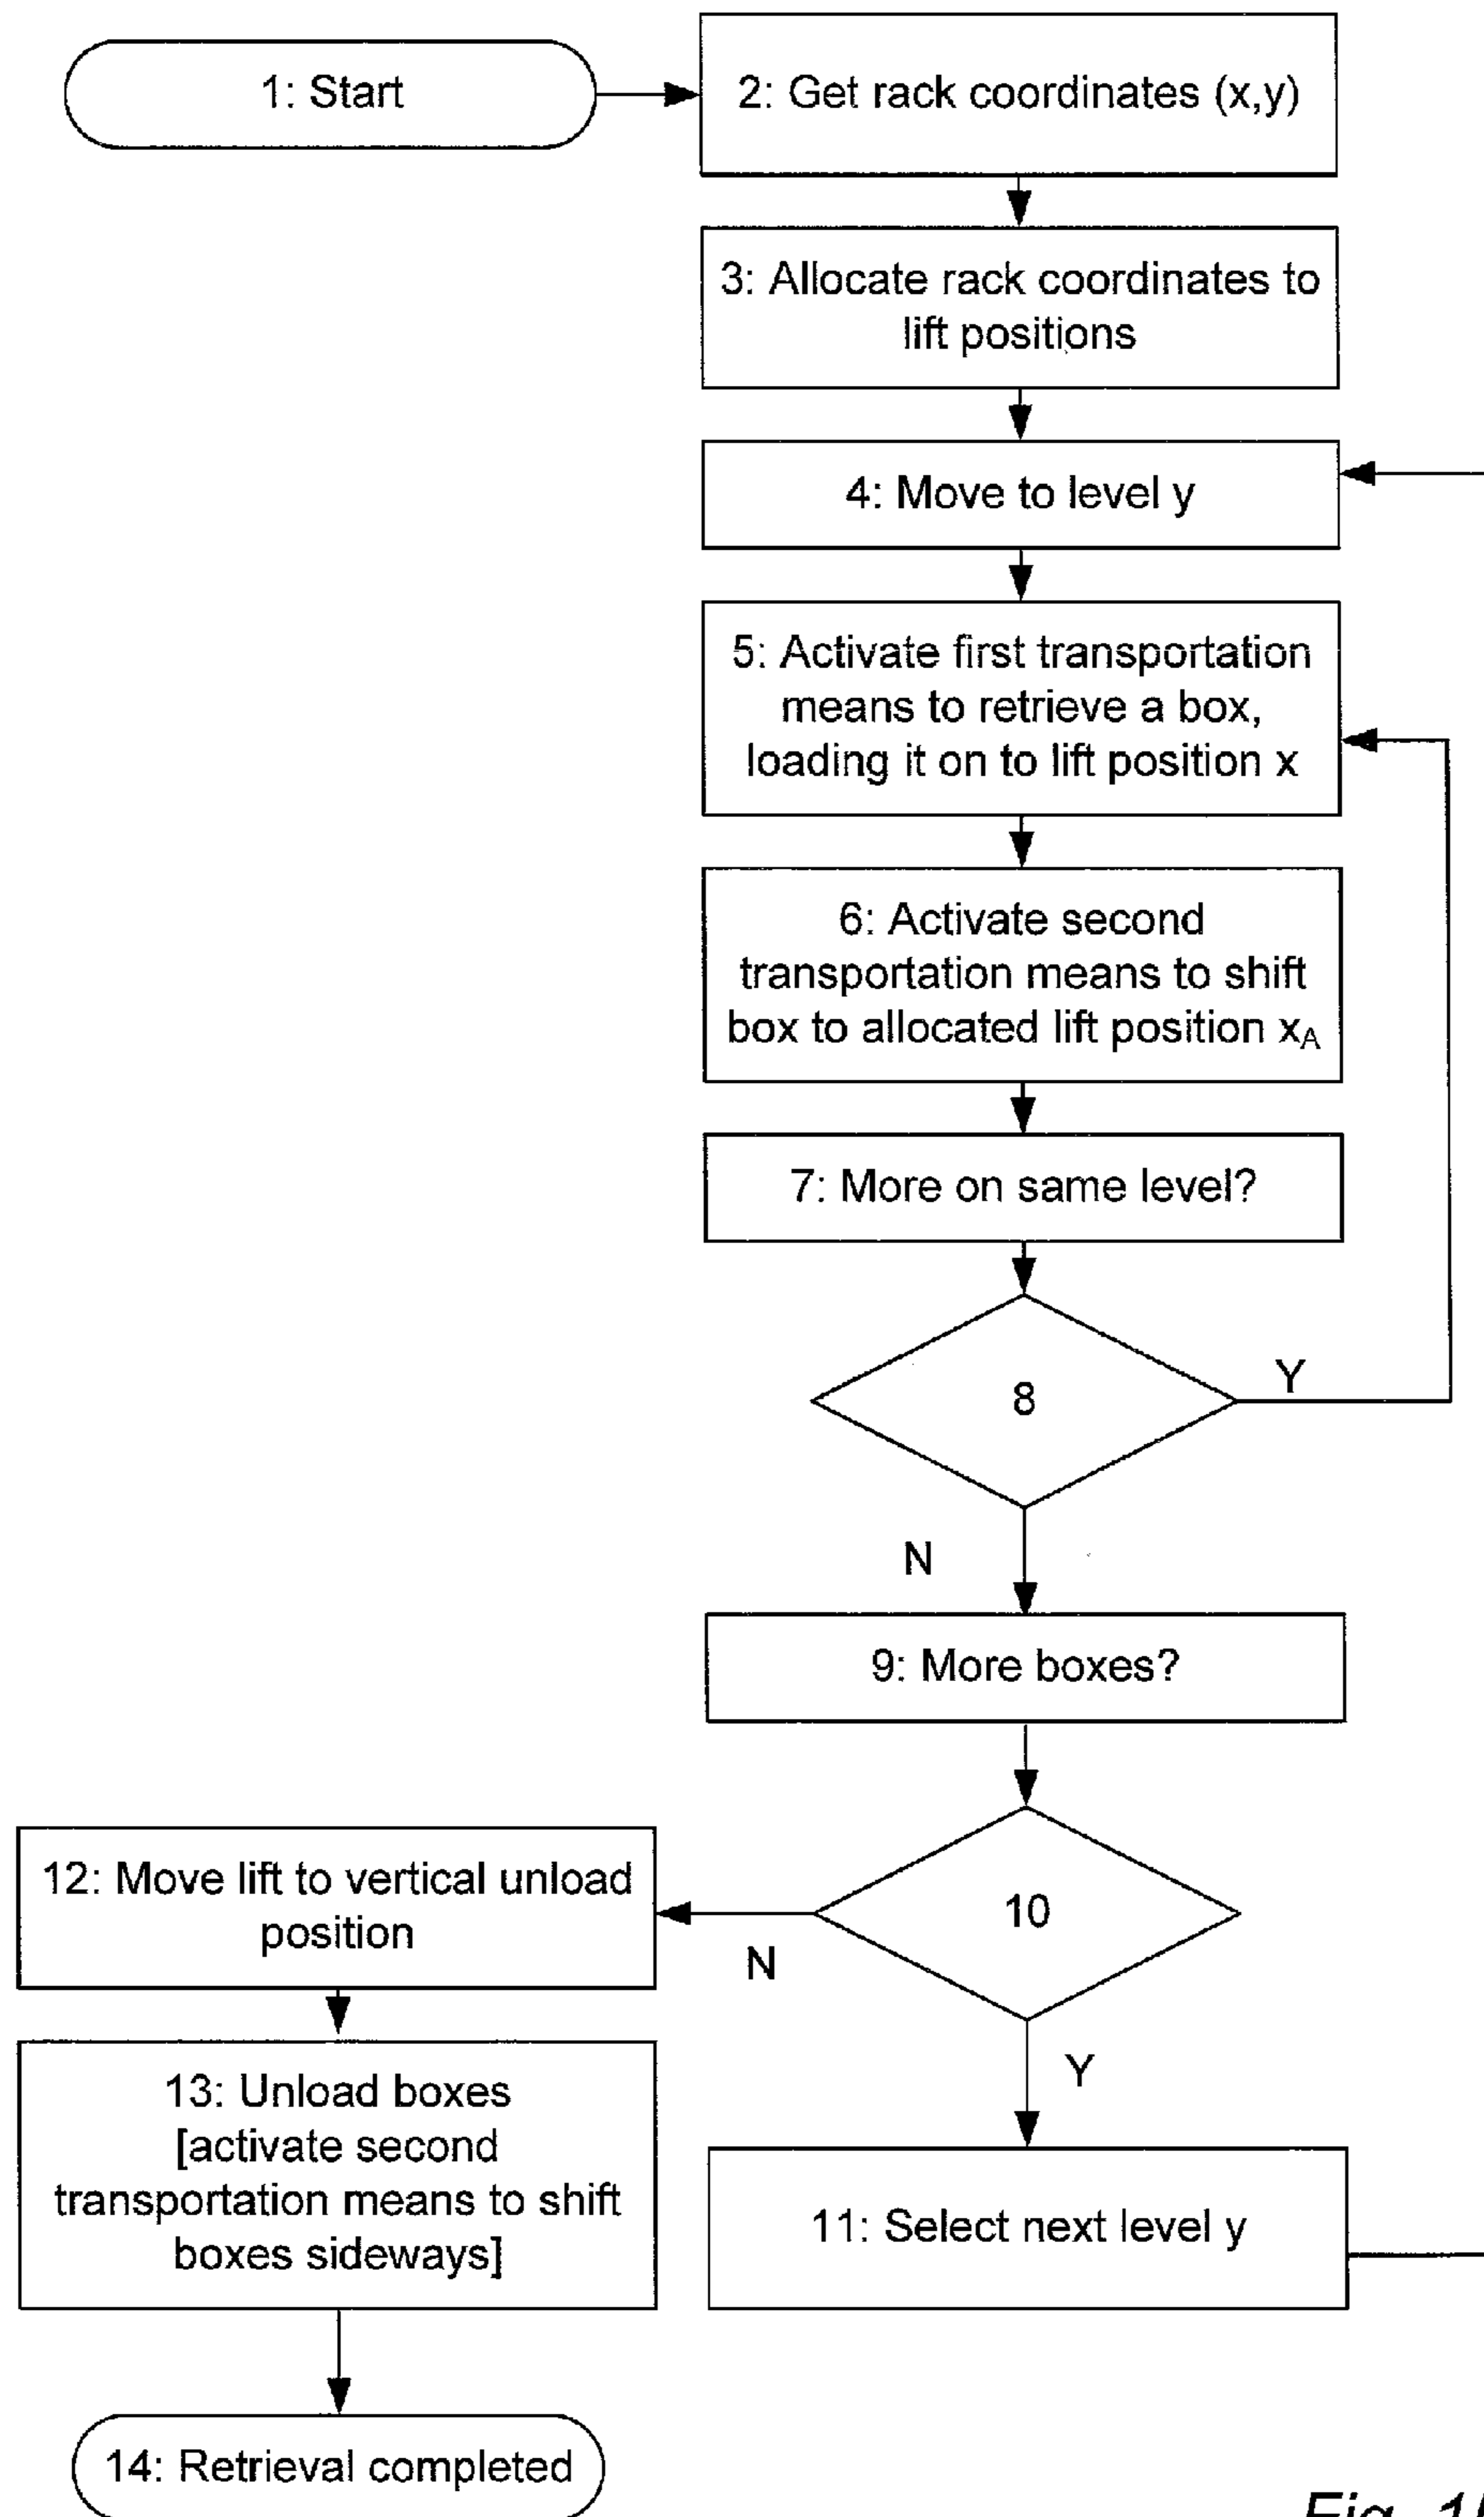 1: Start
2: Get rack coordinates (x,y)
3: Allocate rack coordinates to
lift positions
4: Move to level y
5: Activate first transportation
means to retrieve a box,
loading it on to lift position x
6: Activate second
transportation means to shift
box to allocated lift position xA
7: More on same level?
8
Y
N
9: More boxes?
10
N
Y
11: Select next level y
12: Move lift to vertical unload
position
13: Unload boxes
[activate second
transportation means to shift
boxes sideways]
14: Retrieval completed
Fig.